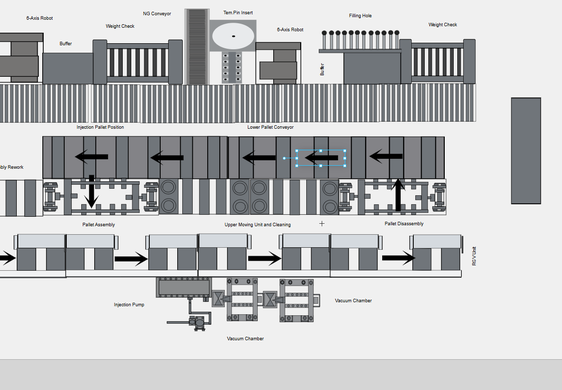 6-Axis Robot
Weight Check
NG Conveyor
Tem Pin Insert
6-Axis Robot
Filling Hole
Weight Check
Buffer
Buffer
Injection Pallet Position
Lower Pallet Conveyor
bly Rework
Pallet Assembly
Upper Moving Unit and Cleaning
Pallet Disassembly
RGV Unit
Injection Pump
Vacuum Chamber
Vacuum Chamber